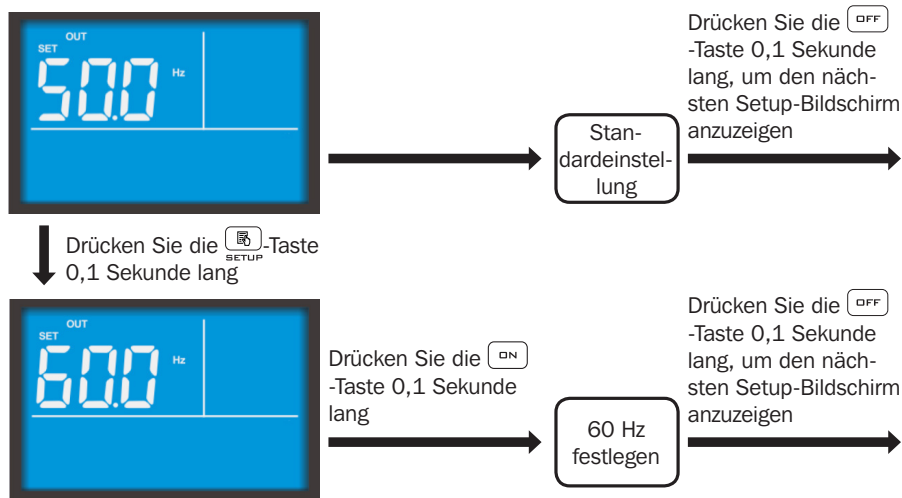 OUT
SET
50.0 Hz
Stan-
dardeinstel-
lung
Drücken Sie die OFF
-Taste 0,1 Sekunde
lang, um den näch-
sten Setup-Bildschirm
anzuzeigen
Drücken Sie die SETUP-Taste
0,1 Sekunde lang
OUT
SET
60.0 Hz
Drücken Sie die ON
-Taste 0,1 Sekunde
lang
60 Hz
festlegen
Drücken Sie die OFF
-Taste 0,1 Sekunde
lang, um den näch-
sten Setup-Bildschirm
anzuzeigen